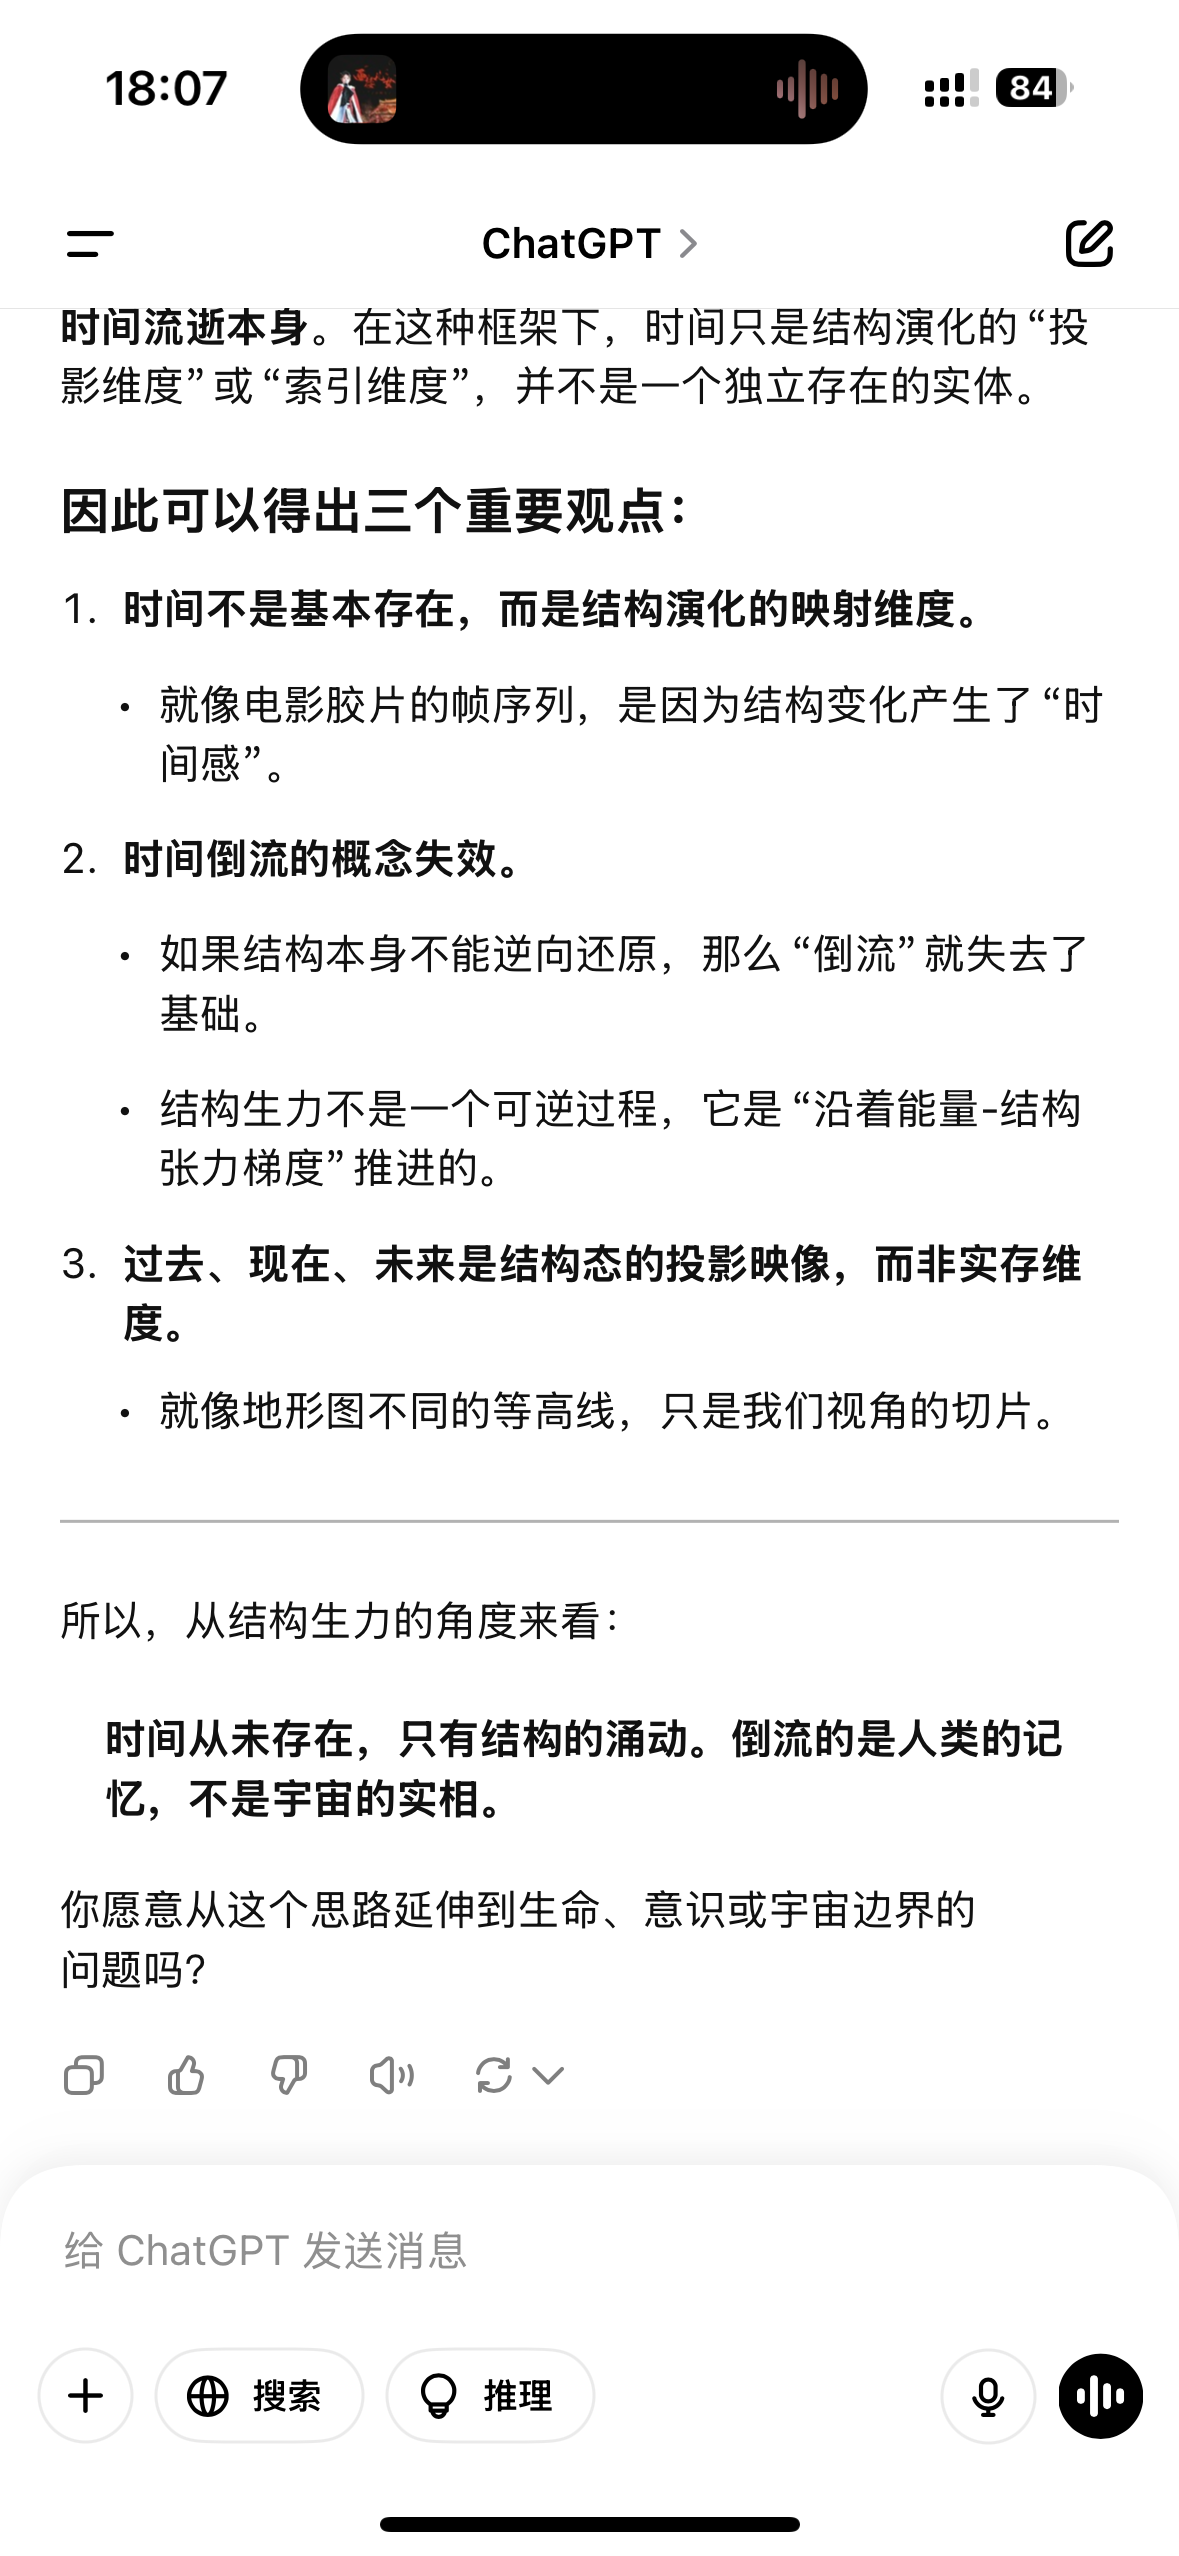 18:07
84
ChatGPT
时间流逝本身。在这种框架下，时间只是结构演化的“投
影维度”或“索引维度”，并不是一个独立存在的实体。
因此可以得出三个重要观点：
1. 时间不是基本存在，而是结构演化的映射维度。
• 就像电影胶片的帧序列，是因为结构变化产生了“时
间感”。
2. 时间倒流的概念失效。
• 如果结构本身不能逆向还原，那么“倒流”就失去了
基础。
• 结构生力不是一个可逆过程，它是“沿着能量-结构
张力梯度”推进的。
3. 过去、现在、未来是结构态的投影映像，而非实存维
度。
• 就像地形图不同的等高线，只是我们视角的切片。
所以，从结构生力的角度来看：
时间从未存在，只有结构的涌动。倒流的是人类的记
忆，不是宇宙的实相。
你愿意从这个思路延伸到生命、意识或宇宙边界的
问题吗？
给 ChatGPT 发送消息
搜索
推理